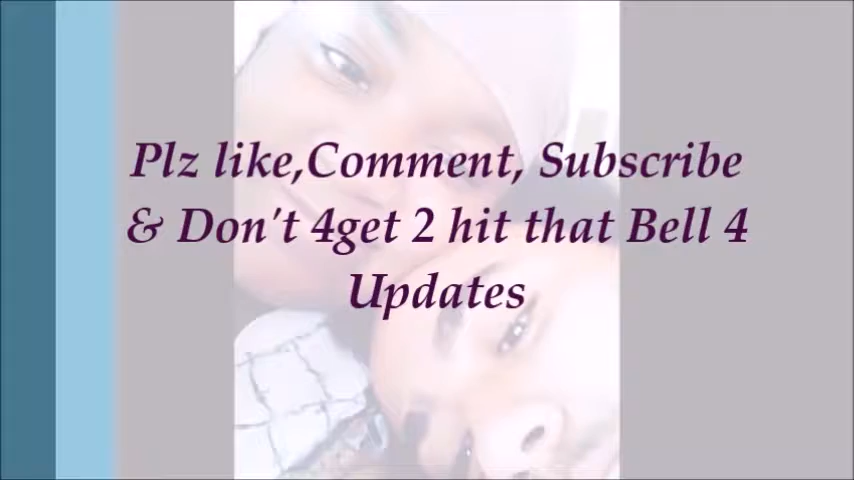 Plz like,Comment, Subscribe
& Don't 4get 2 hit that Bell 4
Updates